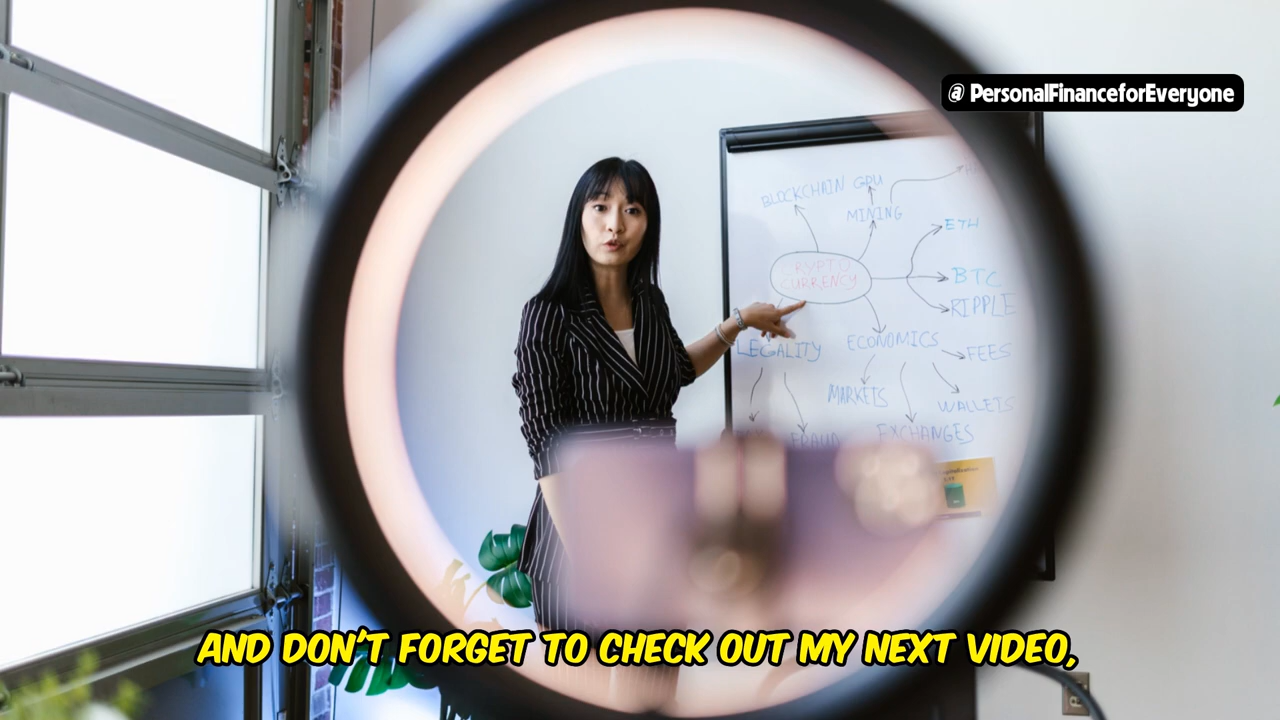 @ PersonalFinanceforEveryone
BLOCKCHAIN GPU
MINING
ETH
CRYPTO
CURRENCY
BTC
RIPPLE
LEGALITY
ECONOMICS
FEES
MARKETS
WALLETS
FRAUD
EXCHANGES
AND DON'T FORGET TO CHECK OUT MY NEXT VIDEO,